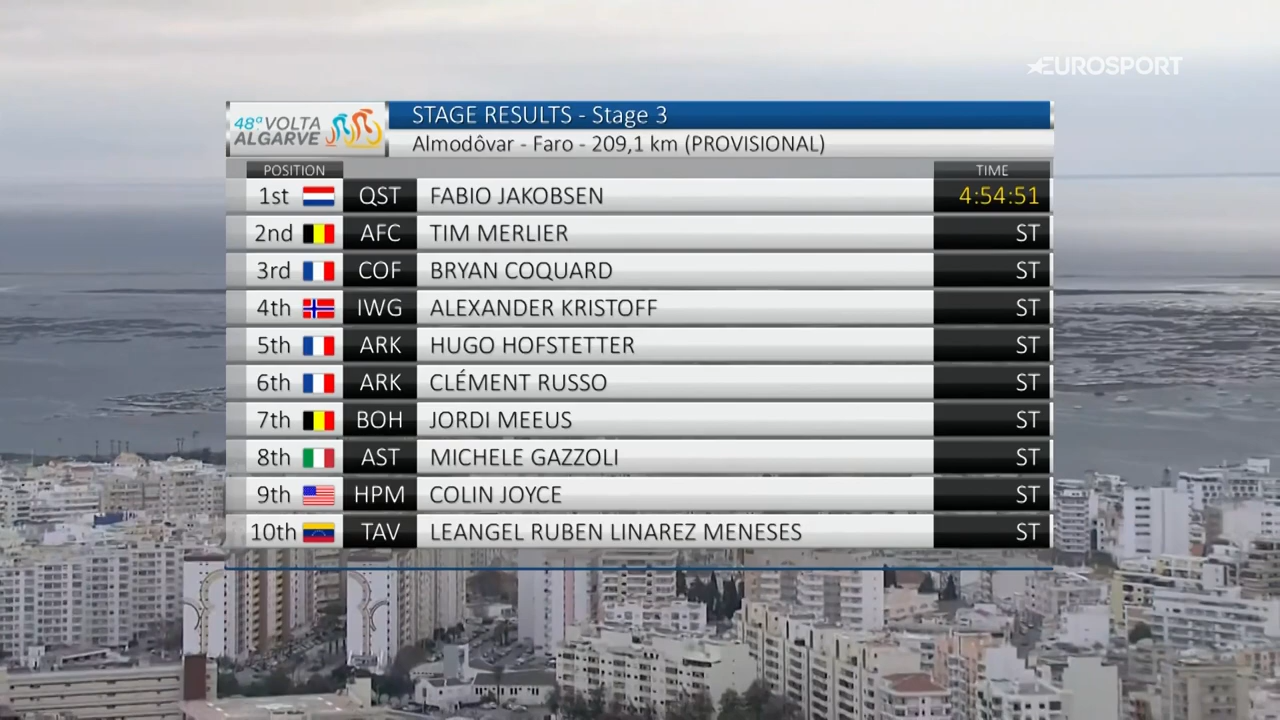 EUROSPORT
48ª VOLTA
ALGARVE
STAGE RESULTS - Stage 3
Almodôvar - Faro - 209,1 km (PROVISIONAL)
POSITION TIME
1st QST FABIO JAKOBSEN 4:54:51
2nd AFC TIM MERLIER ST
3rd COF BRYAN COQUARD ST
4th IWG ALEXANDER KRISTOFF ST
5th ARK HUGO HOFSTETTER ST
6th ARK CLÉMENT RUSSO ST
7th BOH JORDI MEEUS ST
8th AST MICHELE GAZZOLI ST
9th HPM COLIN JOYCE ST
10th TAV LEANGEL RUBEN LINAREZ MENESES ST